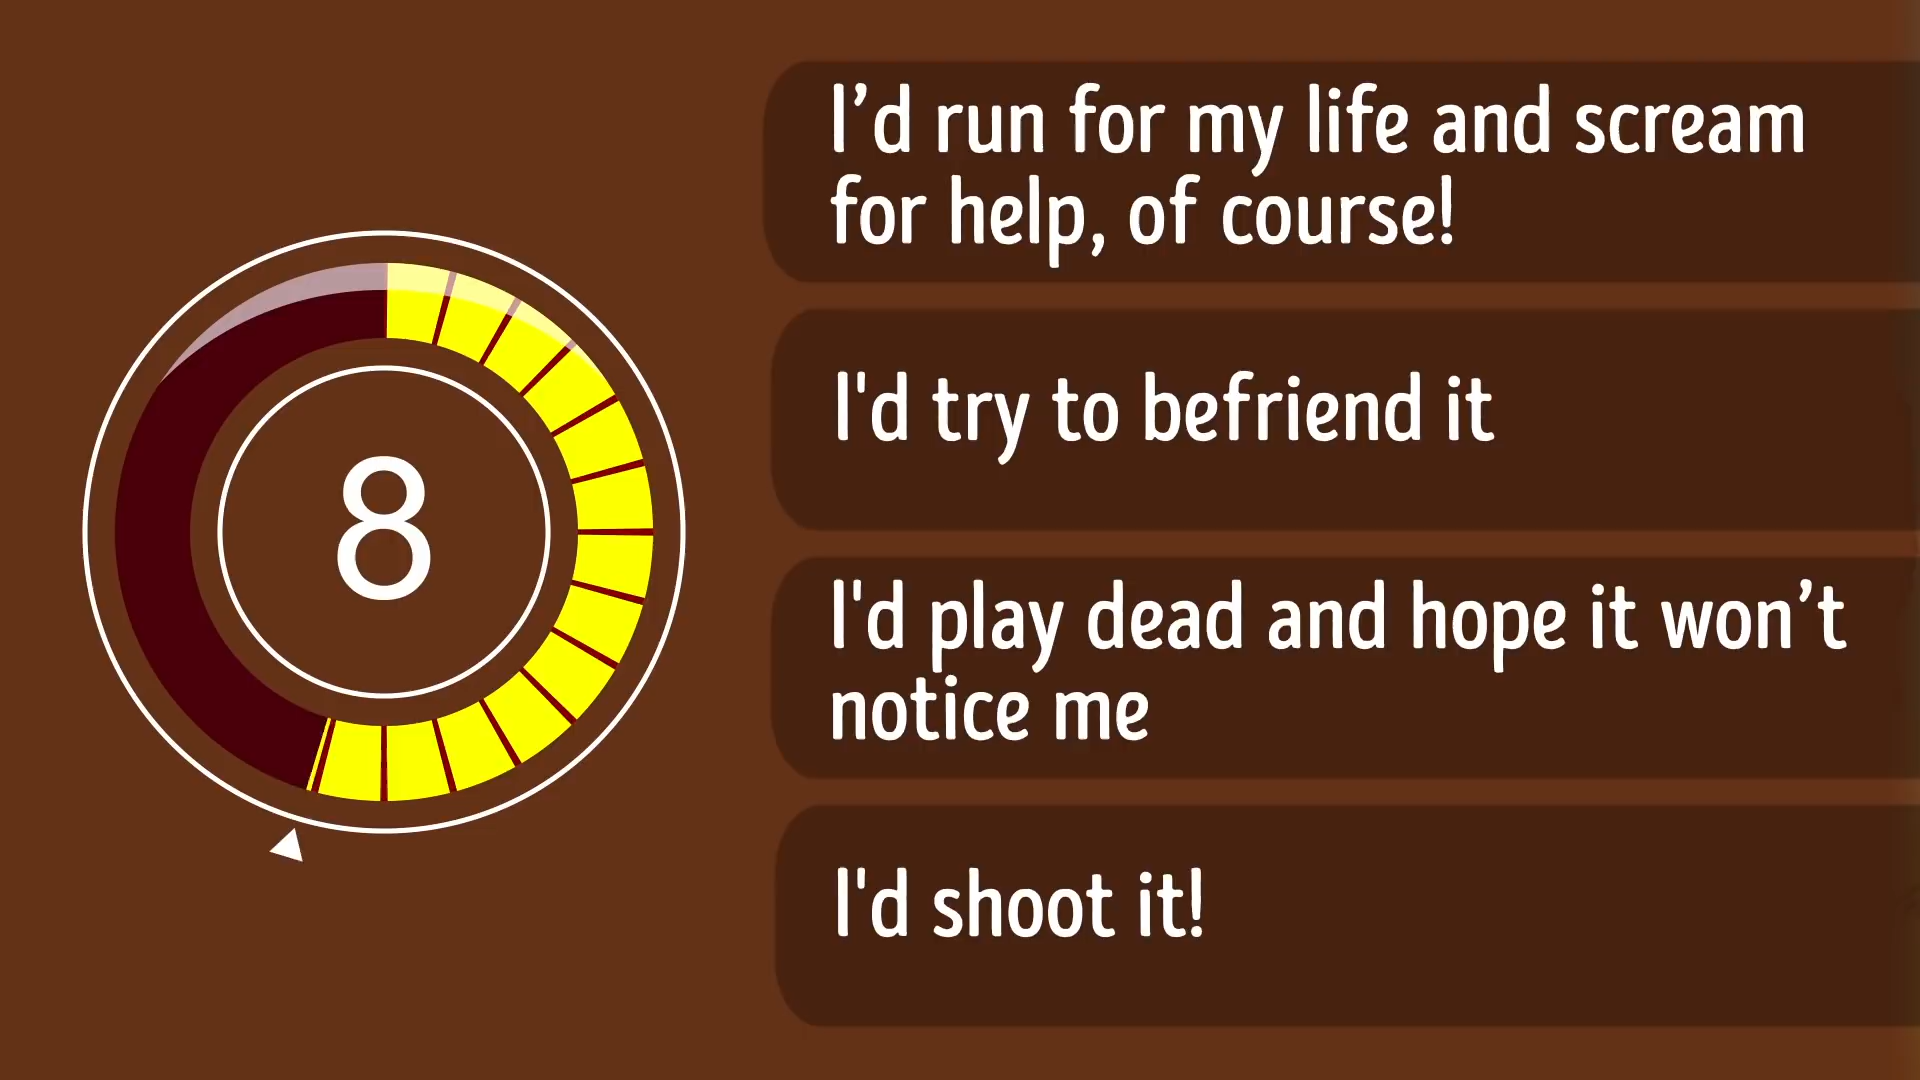 I’d run for my life and scream
for help, of course!
8
I'd try to befriend it
I'd play dead and hope it won’t
notice me
I'd shoot it!